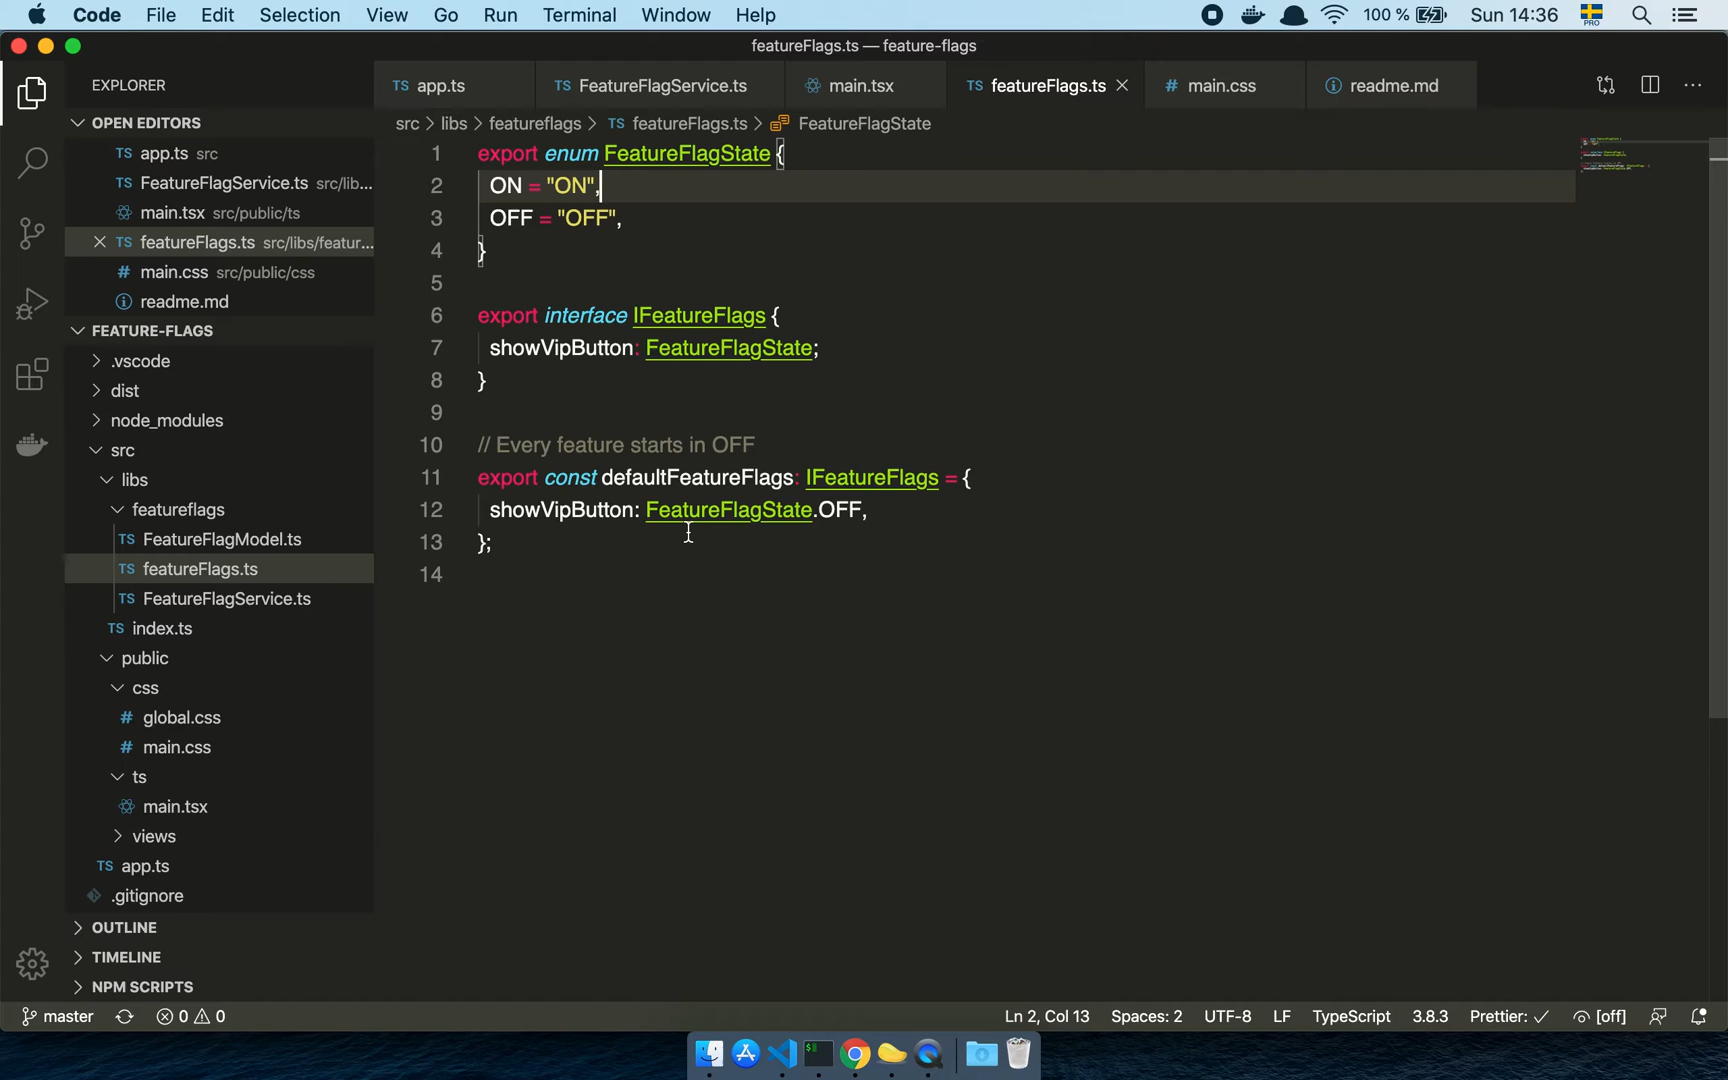 Code File Edit Selection View Go Run Terminal Window Help 100 % Sun 14:36 PRO
featureFlags.ts — feature-flags
EXPLORER
OPEN EDITORS
TS app.ts src
TS FeatureFlagService.ts src/lib...
main.tsx src/public/ts
TS featureFlags.ts src/libs/featur...
# main.css src/public/css
readme.md
FEATURE-FLAGS
.vscode
dist
node_modules
src
libs
featureflags
TS FeatureFlagModel.ts
TS featureFlags.ts
TS FeatureFlagService.ts
TS index.ts
public
css
# global.css
# main.css
ts
main.tsx
views
TS app.ts
.gitignore
OUTLINE
TIMELINE
NPM SCRIPTS
TS app.ts TS FeatureFlagService.ts main.tsx TS featureFlags.ts # main.css readme.md
src > libs > featureflags > TS featureFlags.ts > FeatureFlagState
1 export enum FeatureFlagState {
2 ON = "ON",
3 OFF = "OFF",
4 }
5
6 export interface IFeatureFlags {
7 showVipButton: FeatureFlagState;
8 }
9
10 // Every feature starts in OFF
11 export const defaultFeatureFlags: IFeatureFlags = {
12 showVipButton: FeatureFlagState.OFF,
13 };
14
master 0 0 Ln 2, Col 13 Spaces: 2 UTF-8 LF TypeScript 3.8.3 Prettier: ✓ [off]